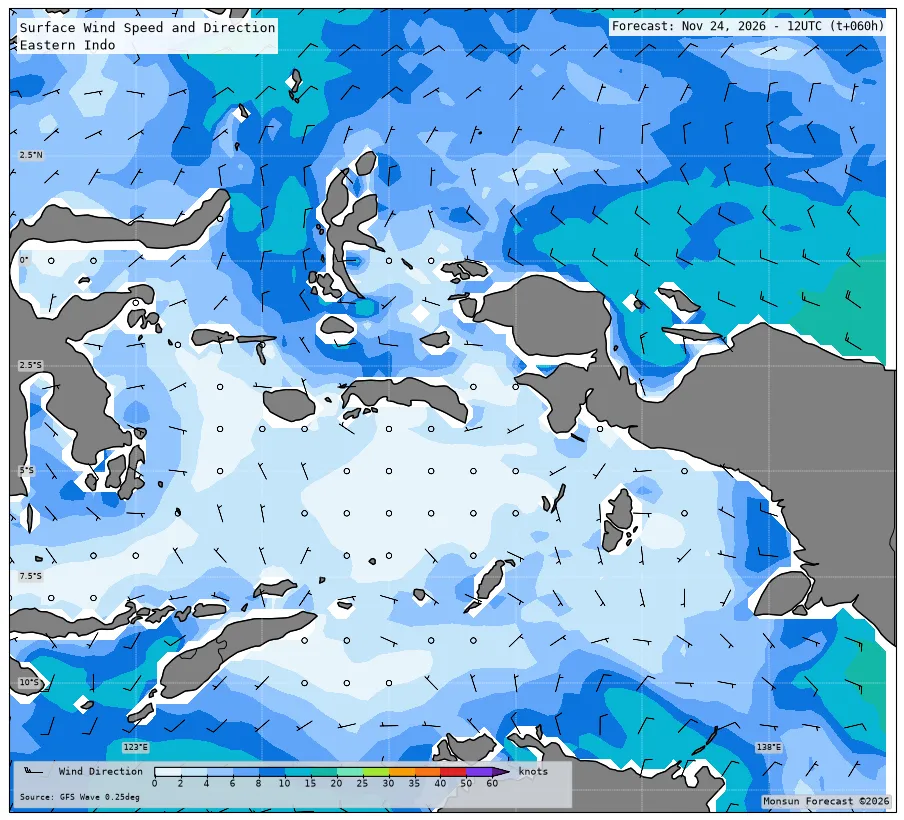 Surface Wind Speed and Direction
Eastern Indo
Forecast: Nov 24, 2026 - 12UTC (t+060h)
2.5°N
0°
2.5°S
5°S
7.5°S
10°S
123°E
138°E
Wind Direction
knots
0 2 4 6 8 10 15 20 25 30 35 40 50 60
Source: GFS Wave 0.25deg
Monsun Forecast ©2026